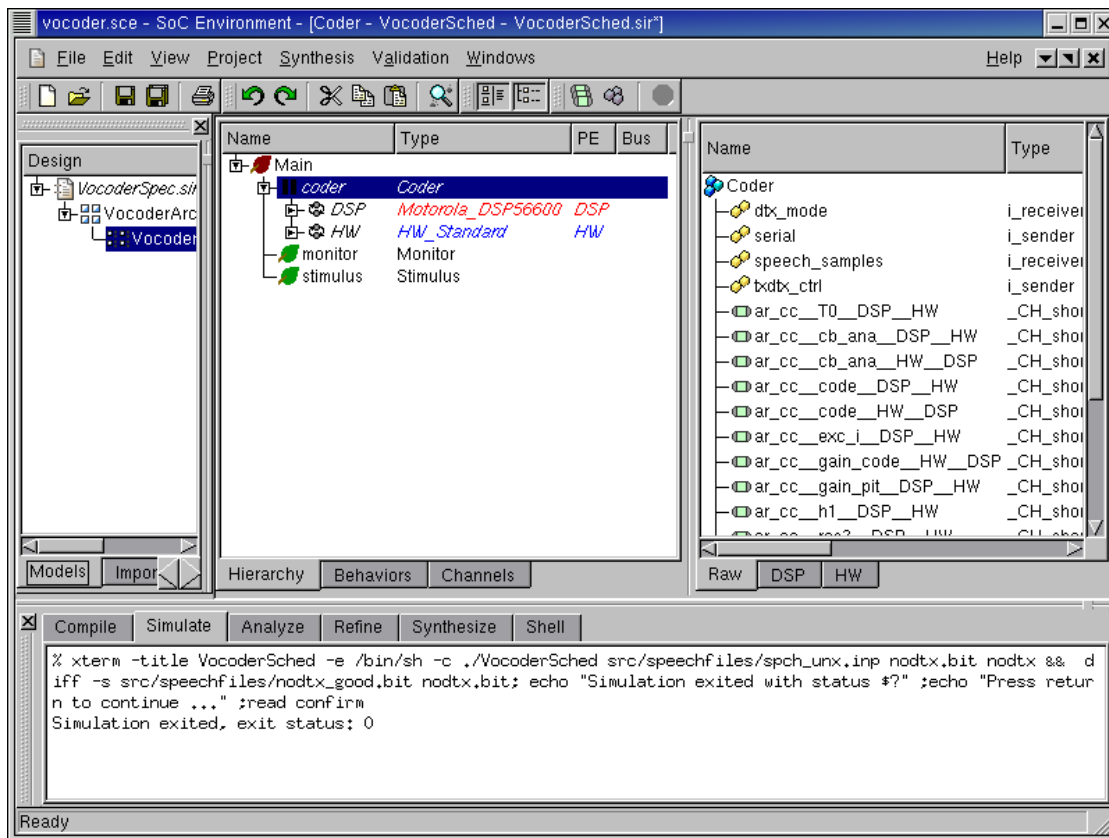 vocoder.sce - SoC Environment - [Coder - VocoderSched - VocoderSched.sir*]
File Edit View Project Synthesis Validation Windows Help
Design
VocoderSpec.sir
VocoderArc
Vocoder
Models Impor
Name Type PE Bus
Main
coder Coder
DSP Motorola_DSP56600 DSP
HW HW_Standard HW
monitor Monitor
stimulus Stimulus
Hierarchy Behaviors Channels
Name Type
Coder
dtx_mode i_receiver
serial i_sender
speech_samples i_receiver
txdtx_ctrl i_sender
ar_cc__T0__DSP__HW _CH_shor
ar_cc__cb_ana__DSP__HW _CH_shor
ar_cc__cb_ana__HW__DSP _CH_shor
ar_cc__code__DSP__HW _CH_shor
ar_cc__code__HW__DSP _CH_shor
ar_cc__exc_i__DSP__HW _CH_shor
ar_cc__gain_code__HW__DSP _CH_shor
ar_cc__gain_pit__DSP__HW _CH_shor
ar_cc__h1__DSP__HW _CH_shor
Raw DSP HW
Compile Simulate Analyze Refine Synthesize Shell
% xterm -title VocoderSched -e /bin/sh -c ./VocoderSched src/speechfiles/spch_unx.inp nodtx.bit nodtx && d
iff -s src/speechfiles/nodtx_good.bit nodtx.bit; echo "Simulation exited with status $?" ;echo "Press retur
n to continue ..." ;read confirm
Simulation exited, exit status: 0
Ready